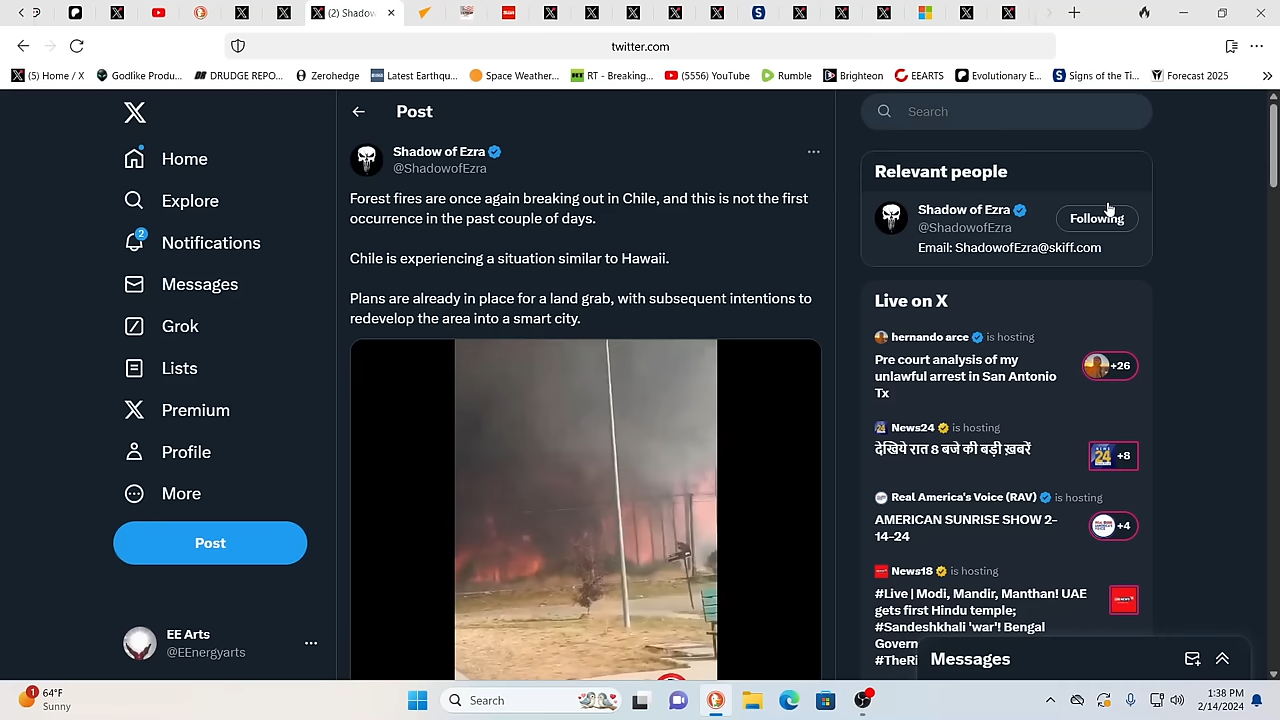 (2) Shadow
twitter.com
(5) Home / X
Godlike Produ...
DRUDGE REPO...
Zerohedge
Latest Earthqu...
Space Weather...
RT - Breaking...
(5556) YouTube
Rumble
Brighteon
EEARTS
Evolutionary E...
Signs of the Ti...
Forecast 2025
Home
Explore
2
Notifications
Messages
Grok
Lists
Premium
Profile
More
Post
EE Arts
@EEnergyarts
Post
Shadow of Ezra
@ShadowofEzra
Forest fires are once again breaking out in Chile, and this is not the first
occurrence in the past couple of days.
Chile is experiencing a situation similar to Hawaii.
Plans are already in place for a land grab, with subsequent intentions to
redevelop the area into a smart city.
Search
Relevant people
Shadow of Ezra
@ShadowofEzra
Following
Email: ShadowofEzra@skiff.com
Live on X
hernando arce is hosting
Pre court analysis of my
unlawful arrest in San Antonio
Tx
+26
News24 is hosting
देखिये रात 8 बजे की बड़ी ख़बरें
24
+8
Real America's Voice (RAV) is hosting
AMERICAN SUNRISE SHOW 2-
14-24
+4
News18 is hosting
#Live | Modi, Mandir, Manthan! UAE
gets first Hindu temple;
#Sandeshkhali 'war'! Bengal
Govern
#TheRi
Messages
1
64°F
Sunny
Search
1:38 PM
2/14/2024